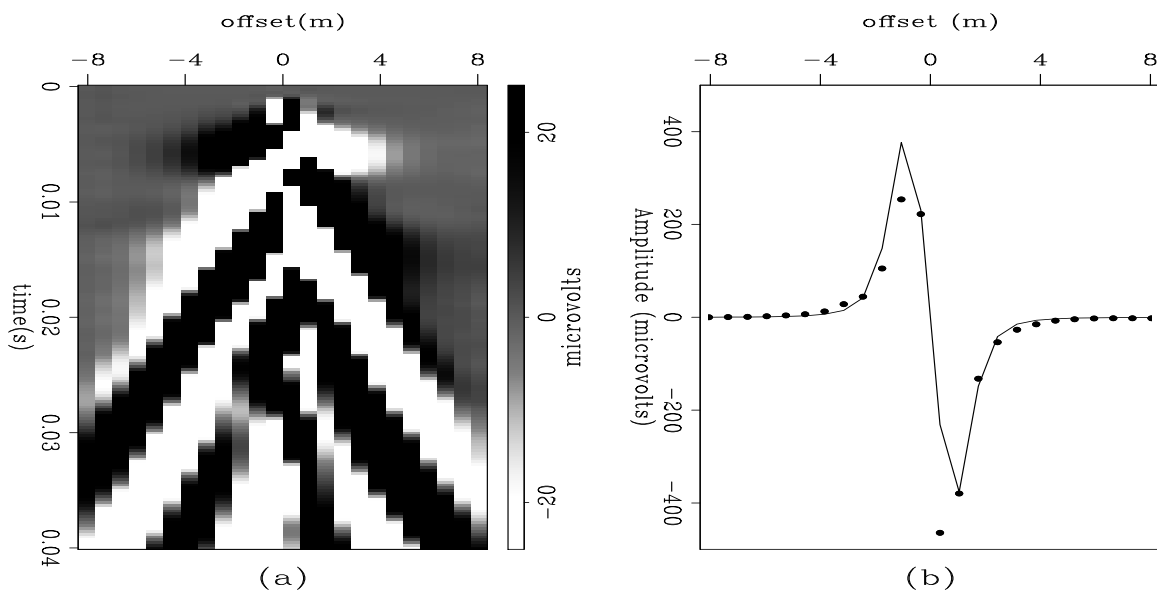 offset(m)
−8 −4 0 4 8
0
0.01
0.02
0.03
0.04
time(s)
20
0
−20
microvolts
(a)
offset (m)
−8 −4 0 4 8
400
200
0
−200
−400
Amplitude (microvolts)
(b)